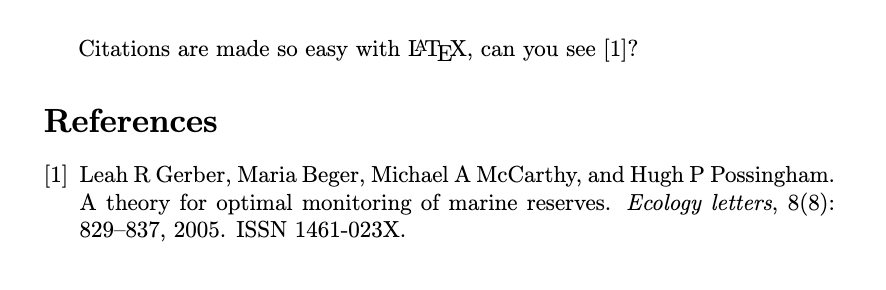 Citations are made so easy with LATEX, can you see [1]?
References
[1] Leah R Gerber, Maria Beger, Michael A McCarthy, and Hugh P Possingham.
A theory for optimal monitoring of marine reserves. Ecology letters, 8(8):
829–837, 2005. ISSN 1461-023X.